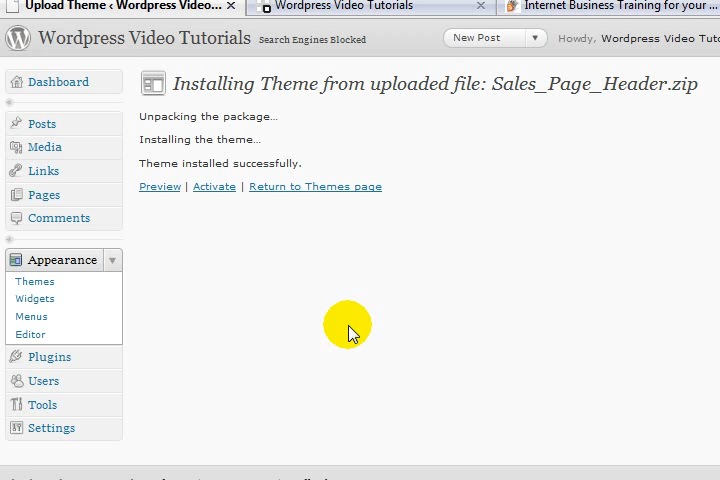 Upload Theme ‹ Wordpress Video...
Wordpress Video Tutorials
Internet Business Training for your ...
Wordpress Video Tutorials
Search Engines Blocked
New Post
Howdy, Wordpress Video Tuto
Dashboard
Posts
Media
Links
Pages
Comments
Appearance
Themes
Widgets
Menus
Editor
Plugins
Users
Tools
Settings
Installing Theme from uploaded file: Sales_Page_Header.zip
Unpacking the package...
Installing the theme...
Theme installed successfully.
Preview | Activate | Return to Themes page